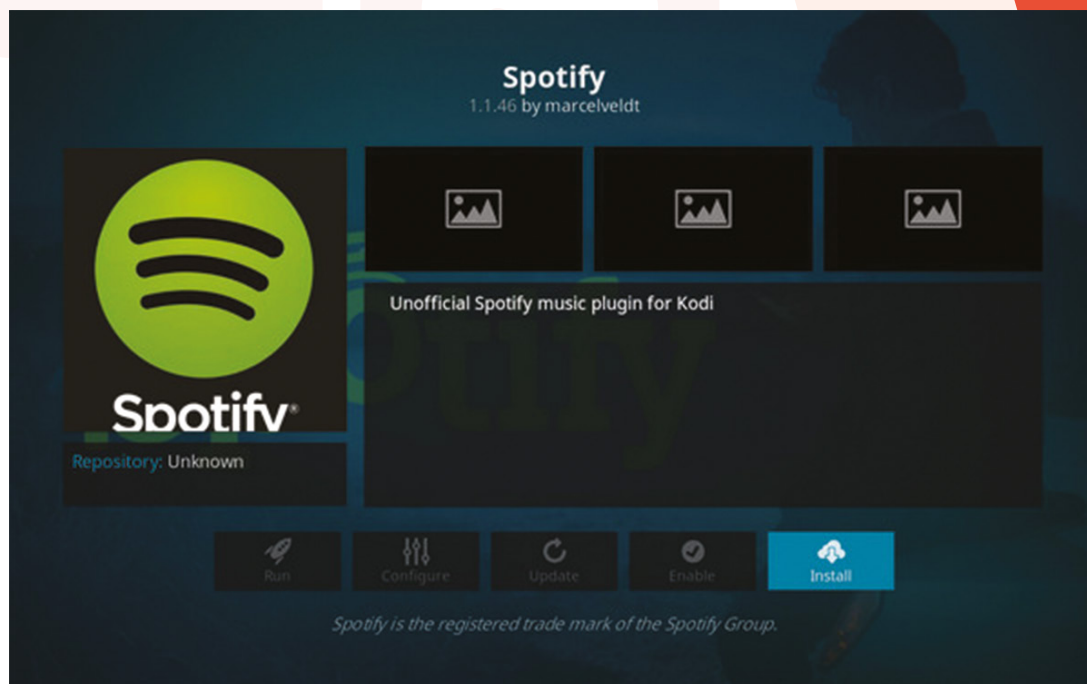 Spotify
1.1.46 by marcelveldt
Spotify®
Unofficial Spotify music plugin for Kodi
Spotify
Repository: Unknown
Run
Configure
Update
Enable
Install
Spotify is the registered trade mark of the Spotify Group.